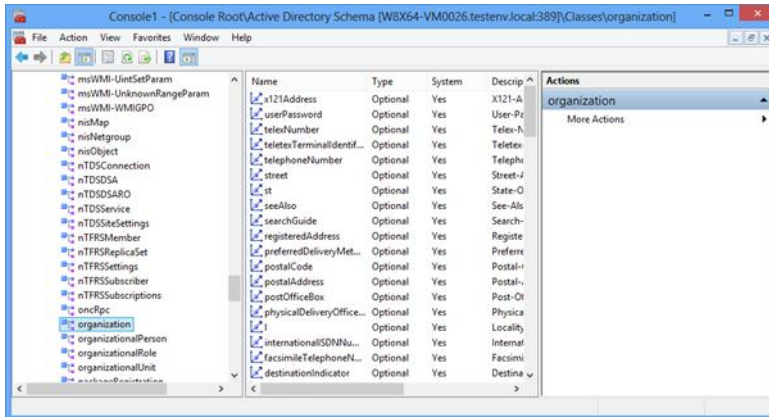 Console1 - [Console Root\Active Directory Schema [W8X64-VM0026.testenv.local:389]\Classes\organization]
File Action View Favorites Window Help
msWMI-UintSetParam
msWMI-UnknownRangeParam
msWMI-WMIGPO
nisMap
nisNetgroup
nisObject
nTDSConnection
nTDSDSA
nTDSDSARO
nTDSService
nTDSSiteSettings
nTFRSMember
nTFRSReplicaSet
nTFRSSettings
nTFRSSubscriber
nTFRSSubscriptions
oncRpc
organization
organizationalPerson
organizationalRole
organizationalUnit
packageRegistration
Name Type System Descrip
x121Address Optional Yes X121-A
userPassword Optional Yes User-Pa
telexNumber Optional Yes Telex-N
teletexTerminalIdentif... Optional Yes Teletex-
telephoneNumber Optional Yes Telepho
street Optional Yes Street-A
st Optional Yes State-O
seeAlso Optional Yes See-Als
searchGuide Optional Yes Search-
registeredAddress Optional Yes Registe
preferredDeliveryMet... Optional Yes Preferre
postalCode Optional Yes Postal-
postalAddress Optional Yes Postal-
postOfficeBox Optional Yes Post-Of
physicalDeliveryOffice... Optional Yes Physica
l Optional Yes Locality
internationalISDNNu... Optional Yes Internat
facsimileTelephoneN... Optional Yes Facsimi
destinationIndicator Optional Yes Destina
Actions
organization
More Actions